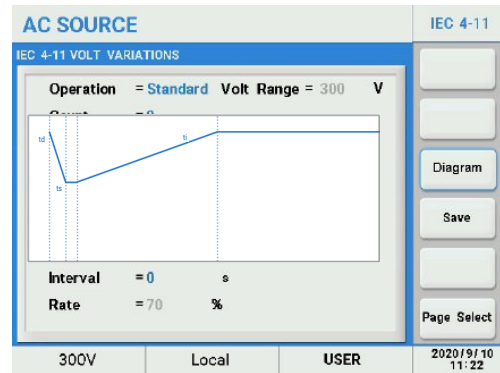 AC SOURCE
IEC 4-11
IEC 4-11 VOLT VARIATIONS
Operation = Standard Volt Range = 300 V
td
ti
ts
Diagram
Save
Interval = 0 s
Rate = 70 %
Page Select
300V Local USER 2020/9/10
11:22